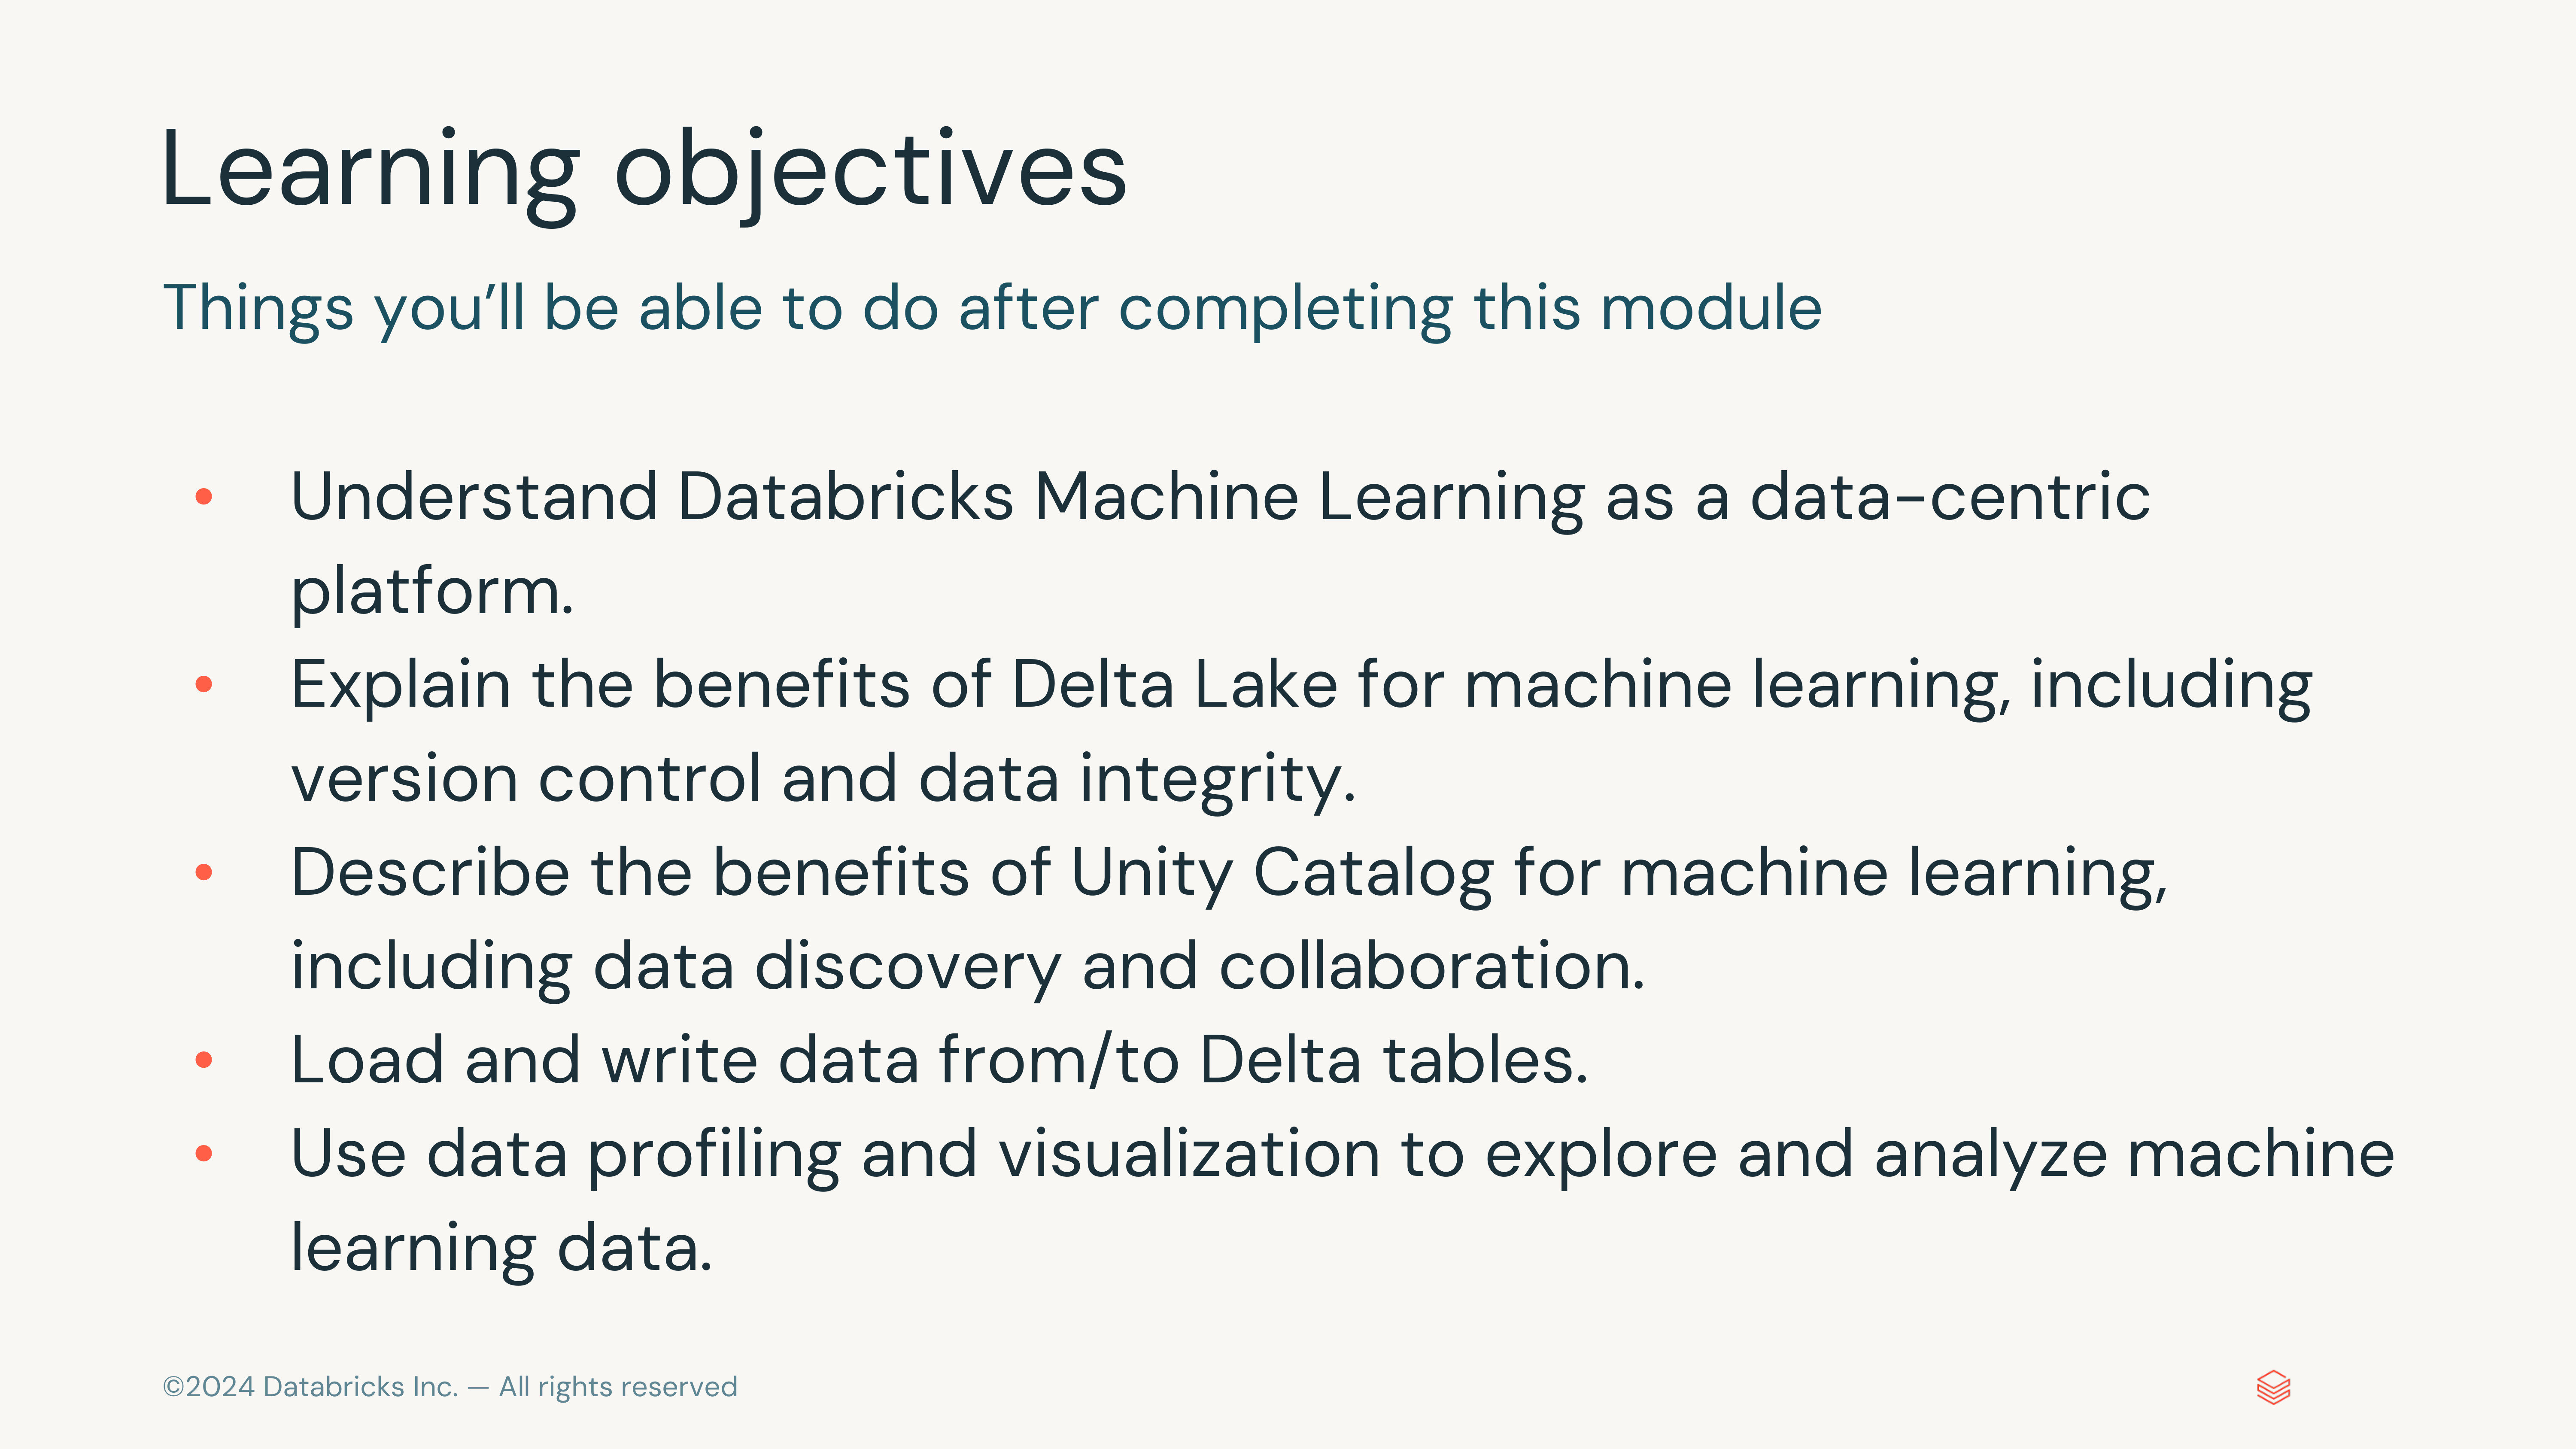 Learning objectives
Things you’ll be able to do after completing this module
• Understand Databricks Machine Learning as a data-centric
platform.
• Explain the benefits of Delta Lake for machine learning, including
version control and data integrity.
• Describe the benefits of Unity Catalog for machine learning,
including data discovery and collaboration.
• Load and write data from/to Delta tables.
• Use data profiling and visualization to explore and analyze machine
learning data.
©2024 Databricks Inc. — All rights reserved